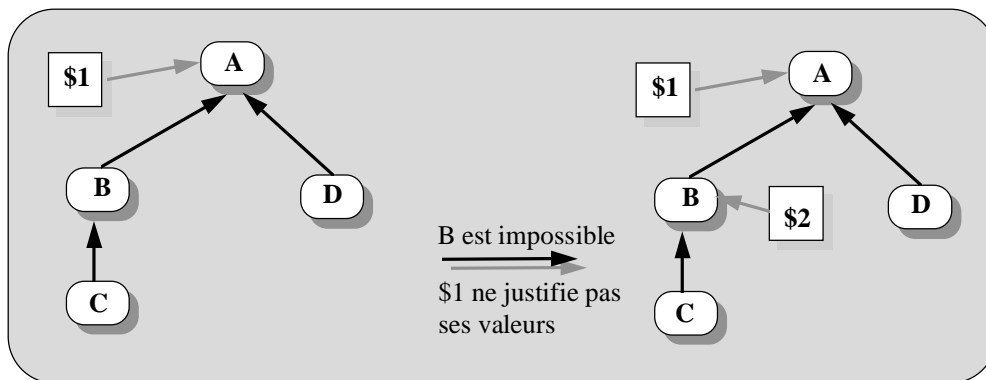 $1
A
B
D
C
B est impossible
$1 ne justifie pas
ses valeurs
$1
A
B
$2
D
C